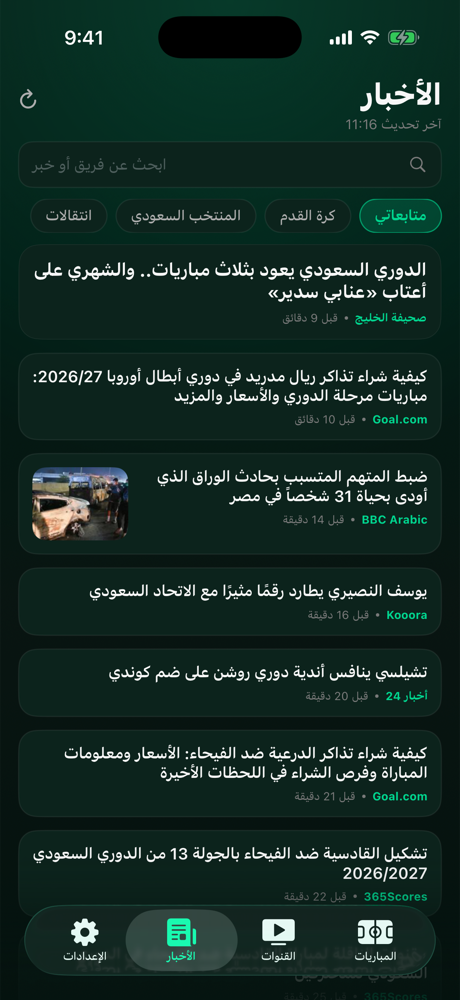 9:41
الأخبار
آخر تحديث 11:16
ابحث عن فريق أو خبر
متابعاتي
كرة القدم
المنتخب السعودي
انتقالات
الدوري السعودي يعود بثلاث مباريات.. والشهري على
أعتاب «عنابي سدير»
صحيفة الخليج • قبل 9 دقائق
كيفية شراء تذاكر ريال مدريد في دوري أبطال أوروبا 2026/27:
مباريات مرحلة الدوري والأسعار والمزيد
Goal.com • قبل 10 دقائق
ضبط المتهم المتسبب بحادث الوراق الذي
أودى بحياة 31 شخصاً في مصر
BBC Arabic • قبل 14 دقيقة
يوسف النصيري يطارد رقمًا مثيرًا مع الاتحاد السعودي
Kooora • قبل 16 دقيقة
تشيلسي ينافس أندية دوري روشن على ضم كوندي
أخبار 24 • قبل 20 دقيقة
كيفية شراء تذاكر الدرعية ضد الفيحاء: الأسعار ومعلومات
المباراة وفرص الشراء في اللحظات الأخيرة
Goal.com • قبل 21 دقيقة
تشكيل القادسية ضد الفيحاء بالجولة 13 من الدوري السعودي
2026/2027
365Scores • قبل 22 دقيقة
المباريات
القنوات
الأخبار
الإعدادات